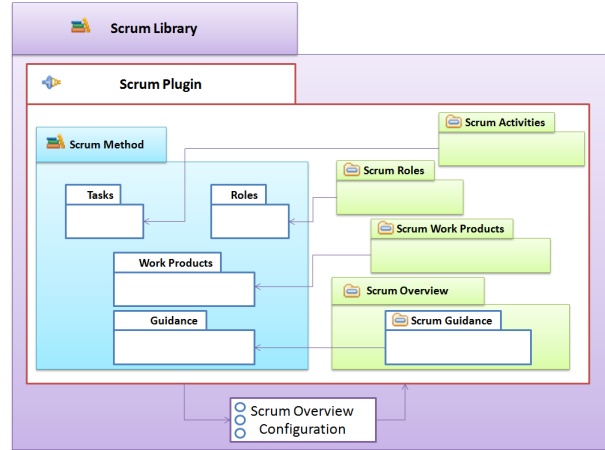 Scrum Library
Scrum Plugin
Scrum Activities
Scrum Method
Scrum Roles
Tasks
Roles
Scrum Work Products
Work Products
Scrum Overview
Guidance
Scrum Guidance
Scrum Overview
Configuration